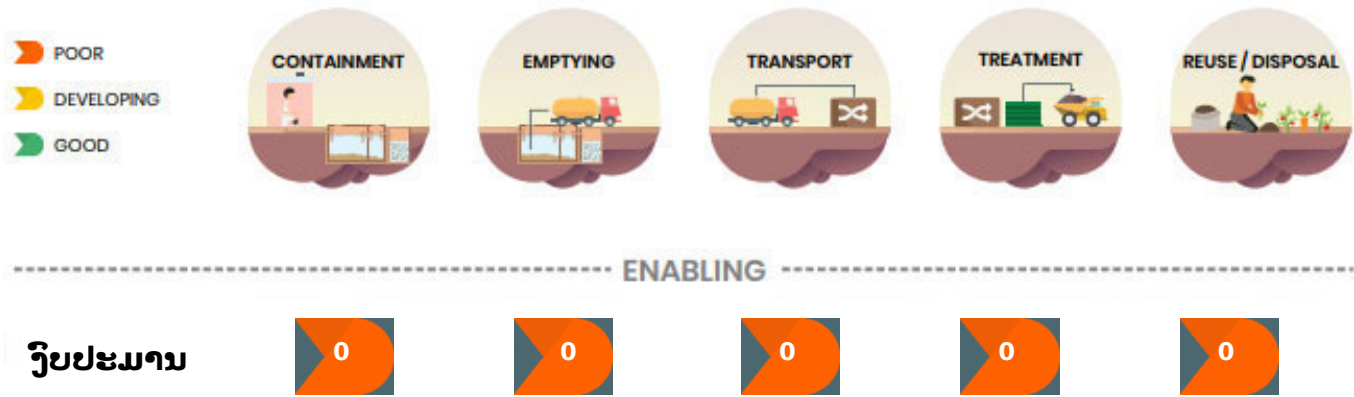 POOR
DEVELOPING
GOOD
CONTAINMENT
EMPTYING
TRANSPORT
TREATMENT
REUSE / DISPOSAL
ENABLING
ງົບປະມານ 0 0 0 0 0